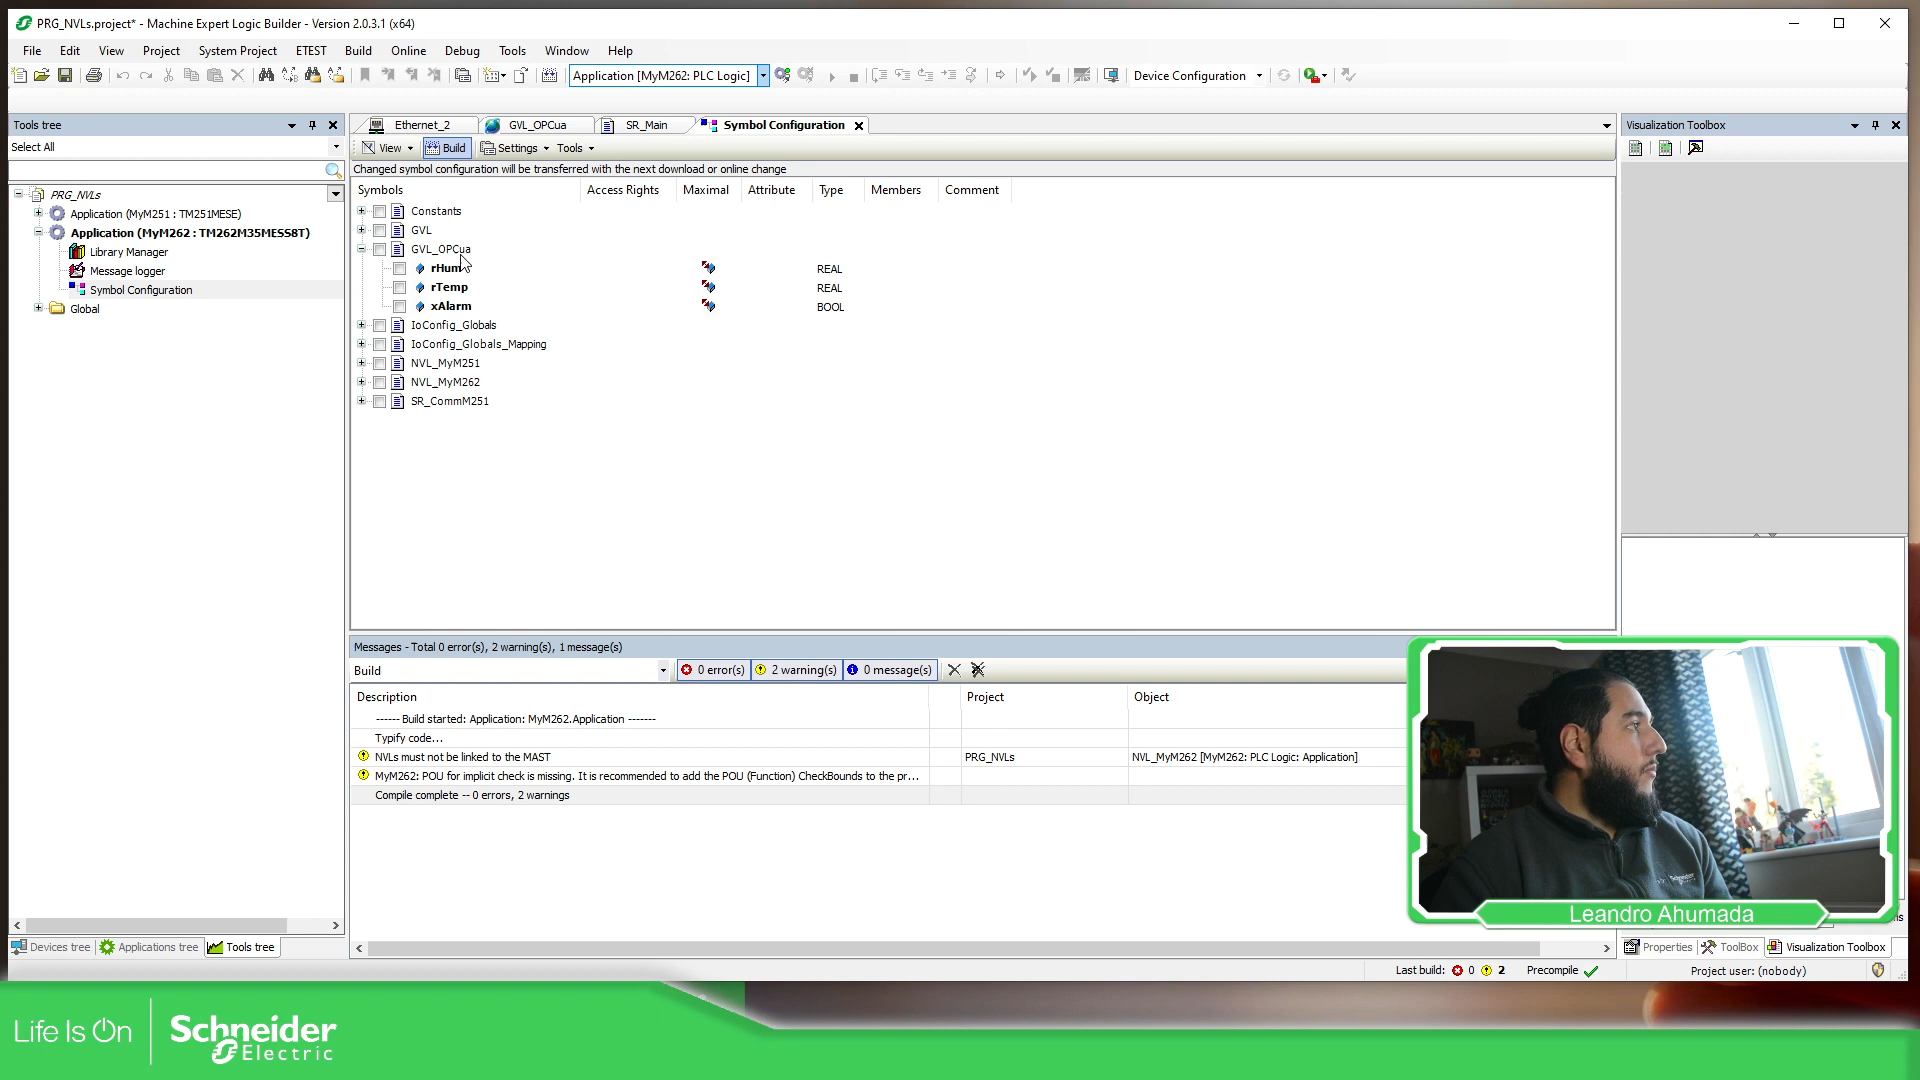 PRG_NVLs.project* - Machine Expert Logic Builder - Version 2.0.3.1 (x64)
File Edit View Project System Project ETEST Build Online Debug Tools Window Help
Application [MyM262: PLC Logic] Device Configuration
Tools tree
Select All
PRG_NVLs
Application (MyM251 : TM251MESE)
Application (MyM262 : TM262M35MESS8T)
Library Manager
Message logger
Symbol Configuration
Global
Devices tree Applications tree Tools tree
Ethernet_2 GVL_OPCua SR_Main Symbol Configuration
View Build Settings Tools
Changed symbol configuration will be transferred with the next download or online change
Symbols Access Rights Maximal Attribute Type Members Comment
Constants
GVL
GVL_OPCua
rHum REAL
rTemp REAL
xAlarm BOOL
IoConfig_Globals
IoConfig_Globals_Mapping
NVL_MyM251
NVL_MyM262
SR_CommM251
Messages - Total 0 error(s), 2 warning(s), 1 message(s)
Build 0 error(s) 2 warning(s) 0 message(s)
Description Project Object
------ Build started: Application: MyM262.Application -------
Typify code...
NVLs must not be linked to the MAST PRG_NVLs NVL_MyM262 [MyM262: PLC Logic: Application]
MyM262: POU for implicit check is missing. It is recommended to add the POU (Function) CheckBounds to the pr...
Compile complete -- 0 errors, 2 warnings
Visualization Toolbox
Schneider
Leandro Ahumada
Properties ToolBox Visualization Toolbox
Last build: 0 2 Precompile Project user: (nobody)
Life Is On
Schneider
Electric